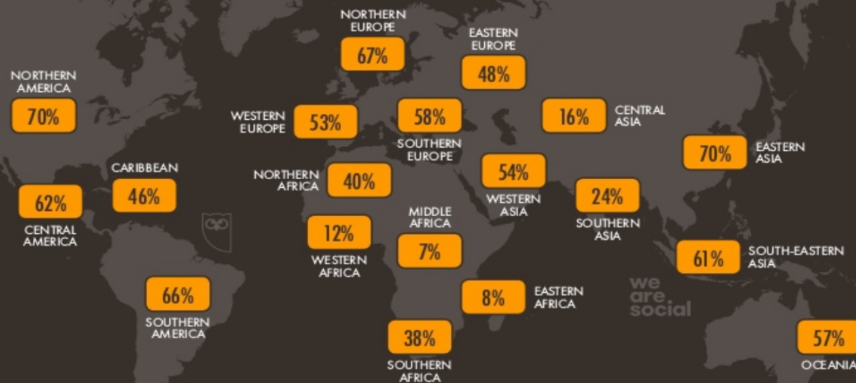 NORTHERN
EUROPE
67%
EASTERN
EUROPE
48%
NORTHERN
AMERICA
70%
WESTERN
EUROPE
53%
58%
SOUTHERN
EUROPE
16%
CENTRAL
ASIA
70%
EASTERN
ASIA
CARIBBEAN
46%
62%
CENTRAL
AMERICA
NORTHERN
AFRICA
40%
54%
WESTERN
ASIA
24%
SOUTHERN
ASIA
12%
WESTERN
AFRICA
MIDDLE
AFRICA
7%
61%
SOUTH-EASTERN
ASIA
66%
SOUTHERN
AMERICA
8%
EASTERN
AFRICA
we
are
social
38%
SOUTHERN
AFRICA
57%
OCEANIA